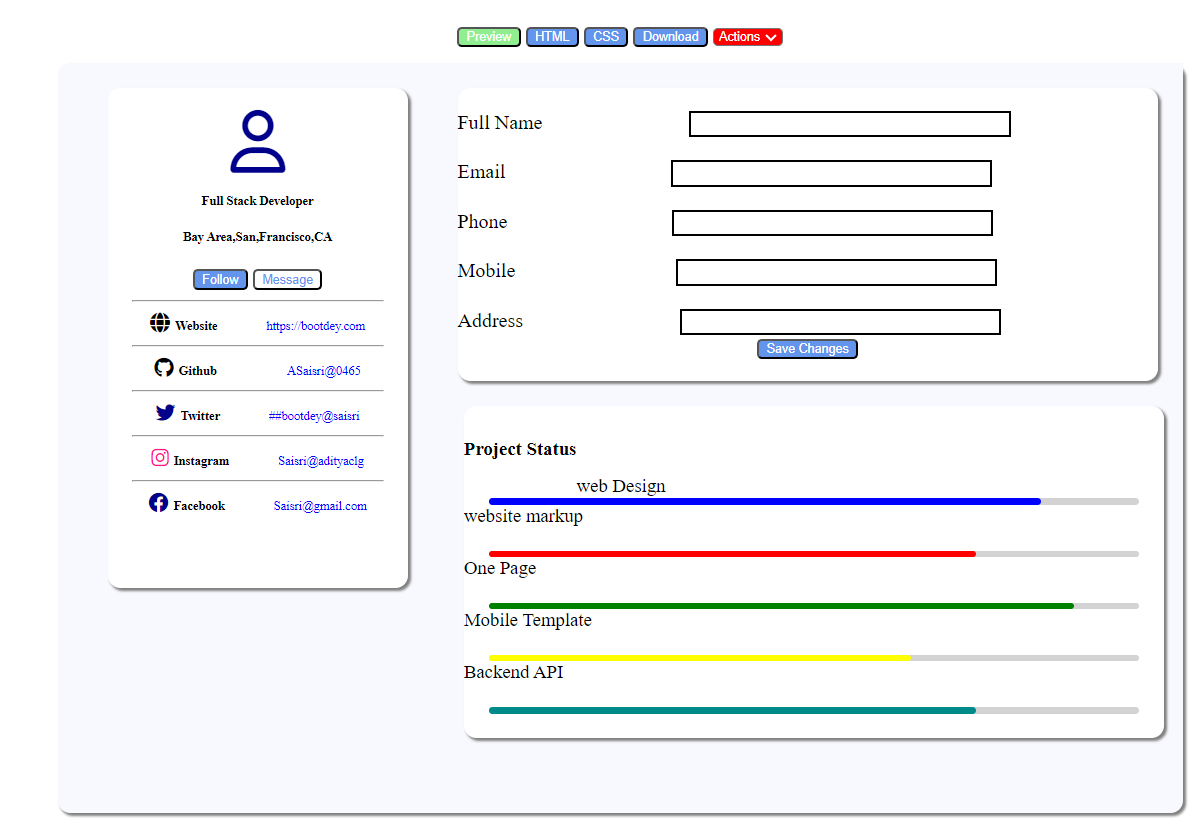 Preview HTML CSS Download Actions
Full Stack Developer
Bay Area,San,Francisco,CA
Follow Message
Website https://bootdey.com
Github ASaisri@0465
Twitter ##bootdey@saisri
Instagram Saisri@adityaclg
Facebook Saisri@gmail.com
Full Name
Email
Phone
Mobile
Address
Save Changes
Project Status
web Design
website markup
One Page
Mobile Template
Backend API